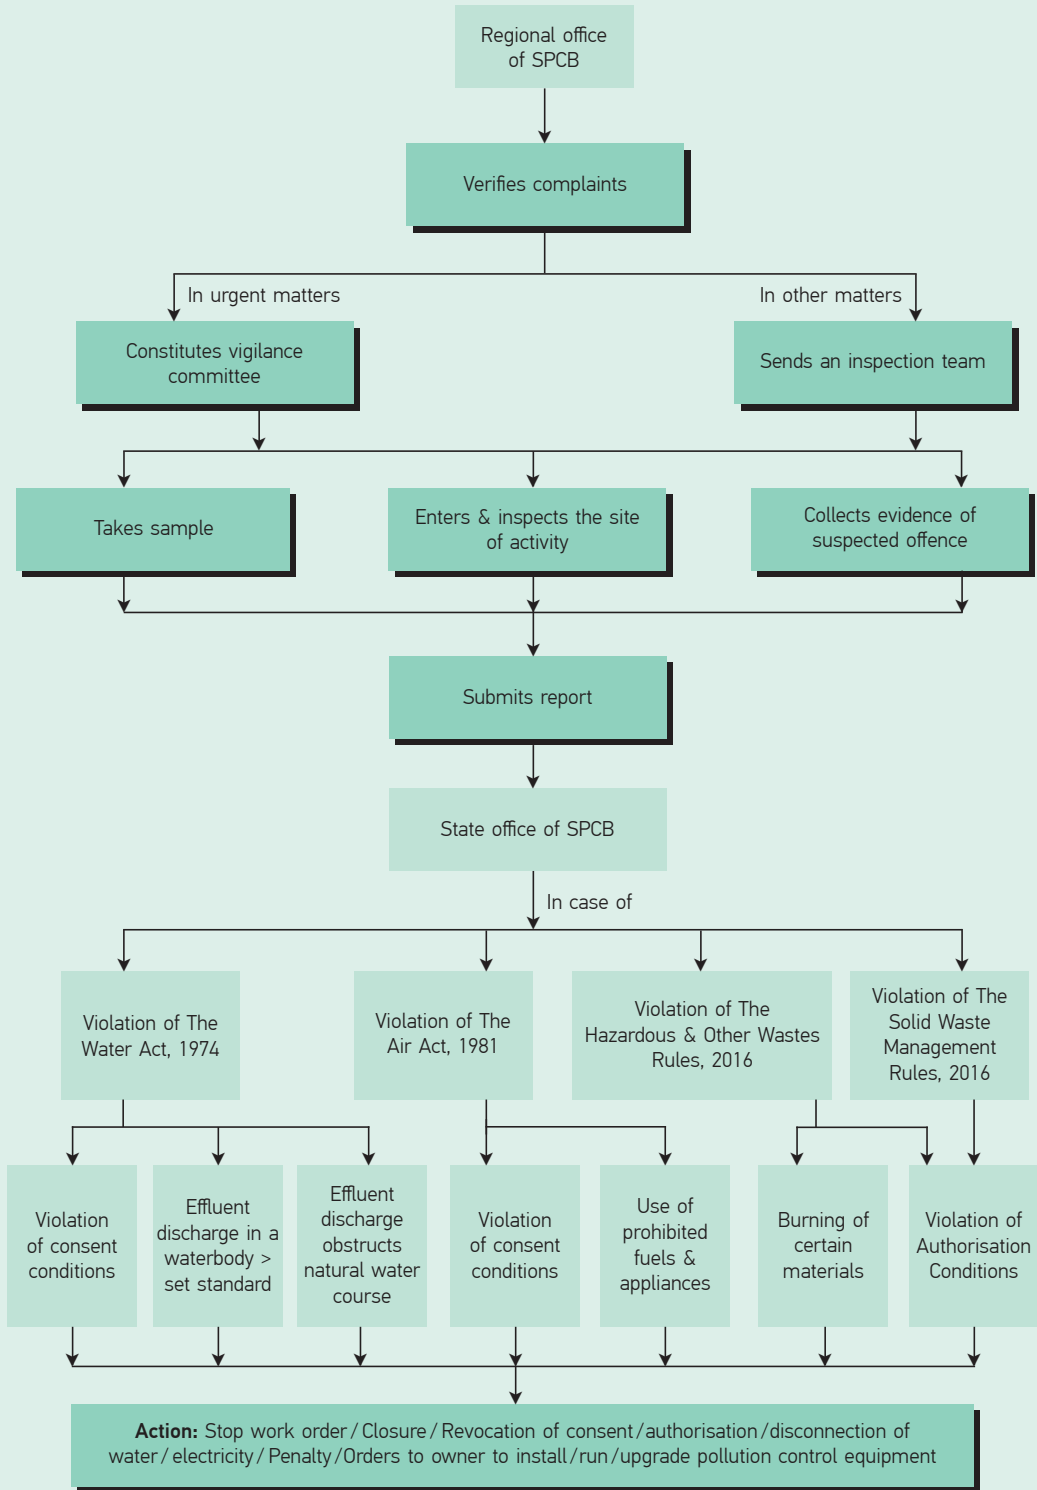 Regional office
of SPCB
Verifies complaints
In urgent matters
In other matters
Constitutes vigilance
committee
Sends an inspection team
Takes sample
Enters & inspects the site
of activity
Collects evidence of
suspected offence
Submits report
State office of SPCB
In case of
Violation of The
Water Act, 1974
Violation of The
Air Act, 1981
Violation of The
Hazardous & Other Wastes
Rules, 2016
Violation of The
Solid Waste
Management
Rules, 2016
Violation
of consent
conditions
Effluent
discharge in a
waterbody >
set standard
Effluent
discharge
obstructs
natural water
course
Violation
of consent
conditions
Use of
prohibited
fuels &
appliances
Burning of
certain
materials
Violation of
Authorisation
Conditions
Action: Stop work order/Closure/Revocation of consent/authorisation/disconnection of
water/electricity/Penalty/Orders to owner to install/run/upgrade pollution control equipment